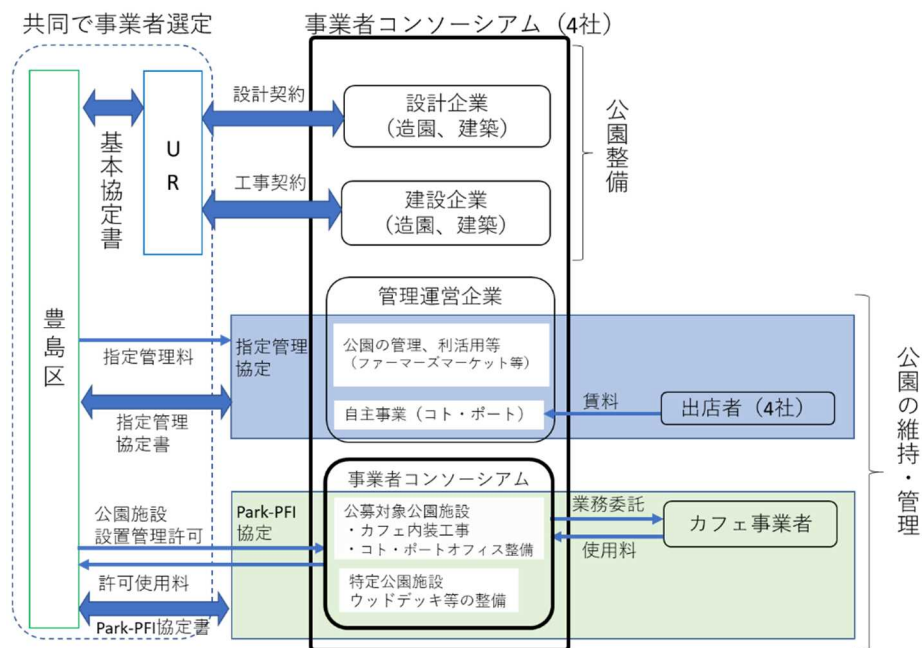 共同で事業者選定
事業者コンソーシアム（4社）
豊島区
基本協定書
UR
設計契約
設計企業
（造園、建築）
工事契約
建設企業
（造園、建築）
公園整備
管理運営企業
指定管理料
指定管理
協定
公園の管理、利活用等
（ファーマーズマーケット等）
指定管理
協定書
自主事業（コト・ポート）
賃料
出店者（4社）
公園の維持・管理
事業者コンソーシアム
公園施設
設置管理許可
Park-PFI
協定
公募対象公園施設
・カフェ内装工事
・コト・ポートオフィス整備
業務委託
使用料
カフェ事業者
許可使用料
特定公園施設
ウッドデッキ等の整備
Park-PFI協定書